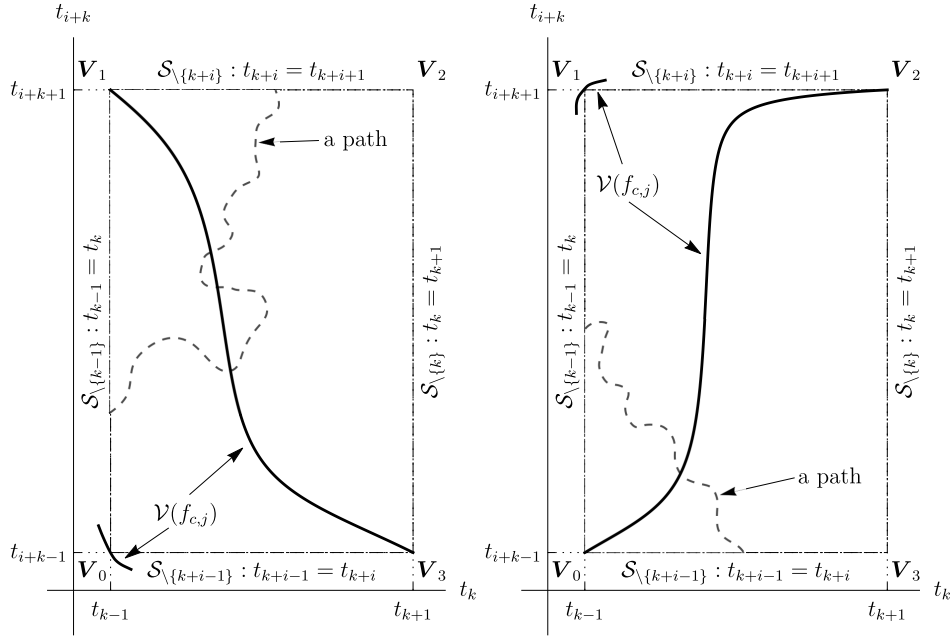 t_{i+k}
V_1
S_{\{k+i}} : t_{k+i} = t_{k+i+1}
V_2
t_{i+k+1}
a path
S_{\{k-1}} : t_{k-1} = t_k
S_{\{k}} : t_k = t_{k+1}
V(f_{c,j})
t_{i+k-1}
V_0
S_{\{k+i-1}} : t_{k+i-1} = t_{k+i}
V_3
t_k
t_{k-1}
t_{k+1}
t_{i+k}
V_1
S_{\{k+i}} : t_{k+i} = t_{k+i+1}
V_2
t_{i+k+1}
V(f_{c,j})
S_{\{k-1}} : t_{k-1} = t_k
S_{\{k}} : t_k = t_{k+1}
a path
t_{i+k-1}
V_0
S_{\{k+i-1}} : t_{k+i-1} = t_{k+i}
V_3
t_k
t_{k-1}
t_{k+1}